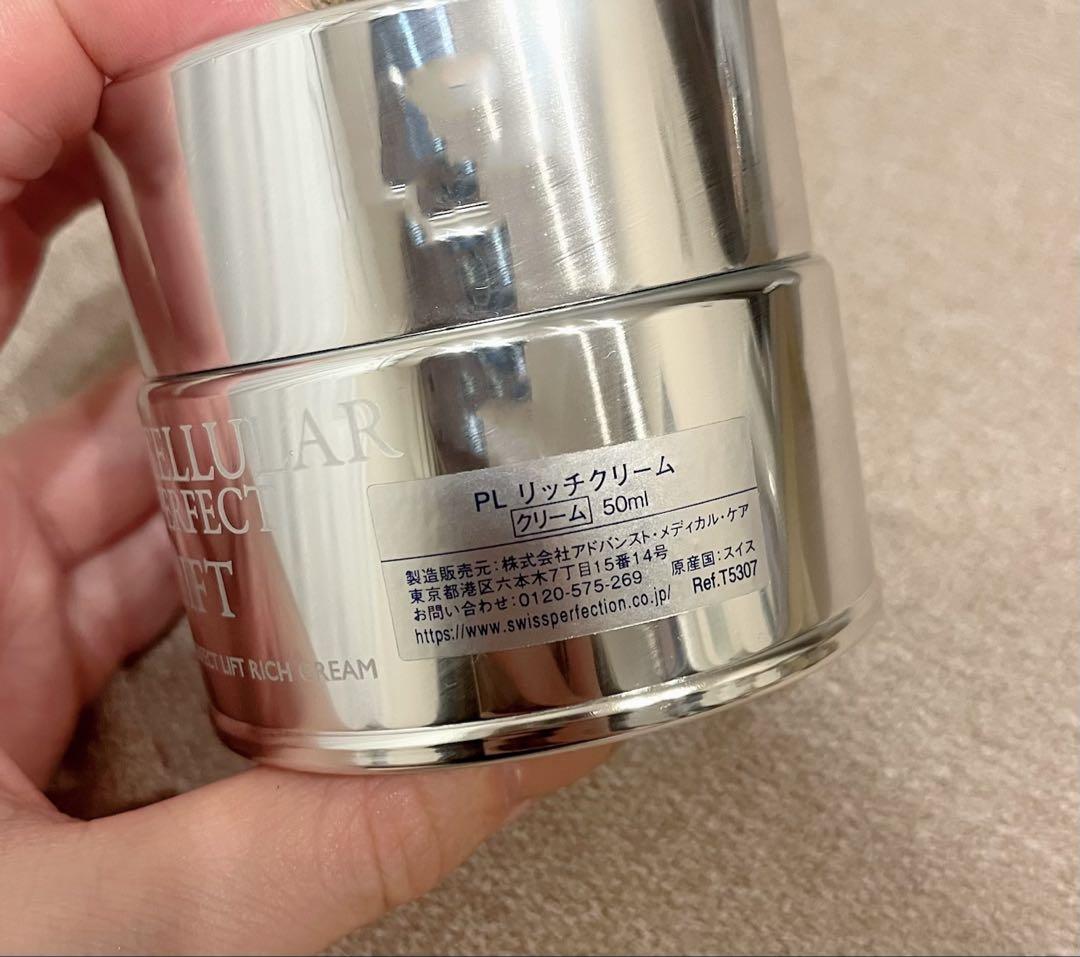 CELLULAR
PERFECT
LIFT
PERFECT LIFT RICH CREAM
PL リッチクリーム
クリーム 50ml
製造販売元:株式会社アドバンスト・メディカル・ケア
東京都港区六本木7丁目15番14号
お問い合わせ:0120-575-269 原産国:スイス
https://www.swissperfection.co.jp/ Ref.T5307